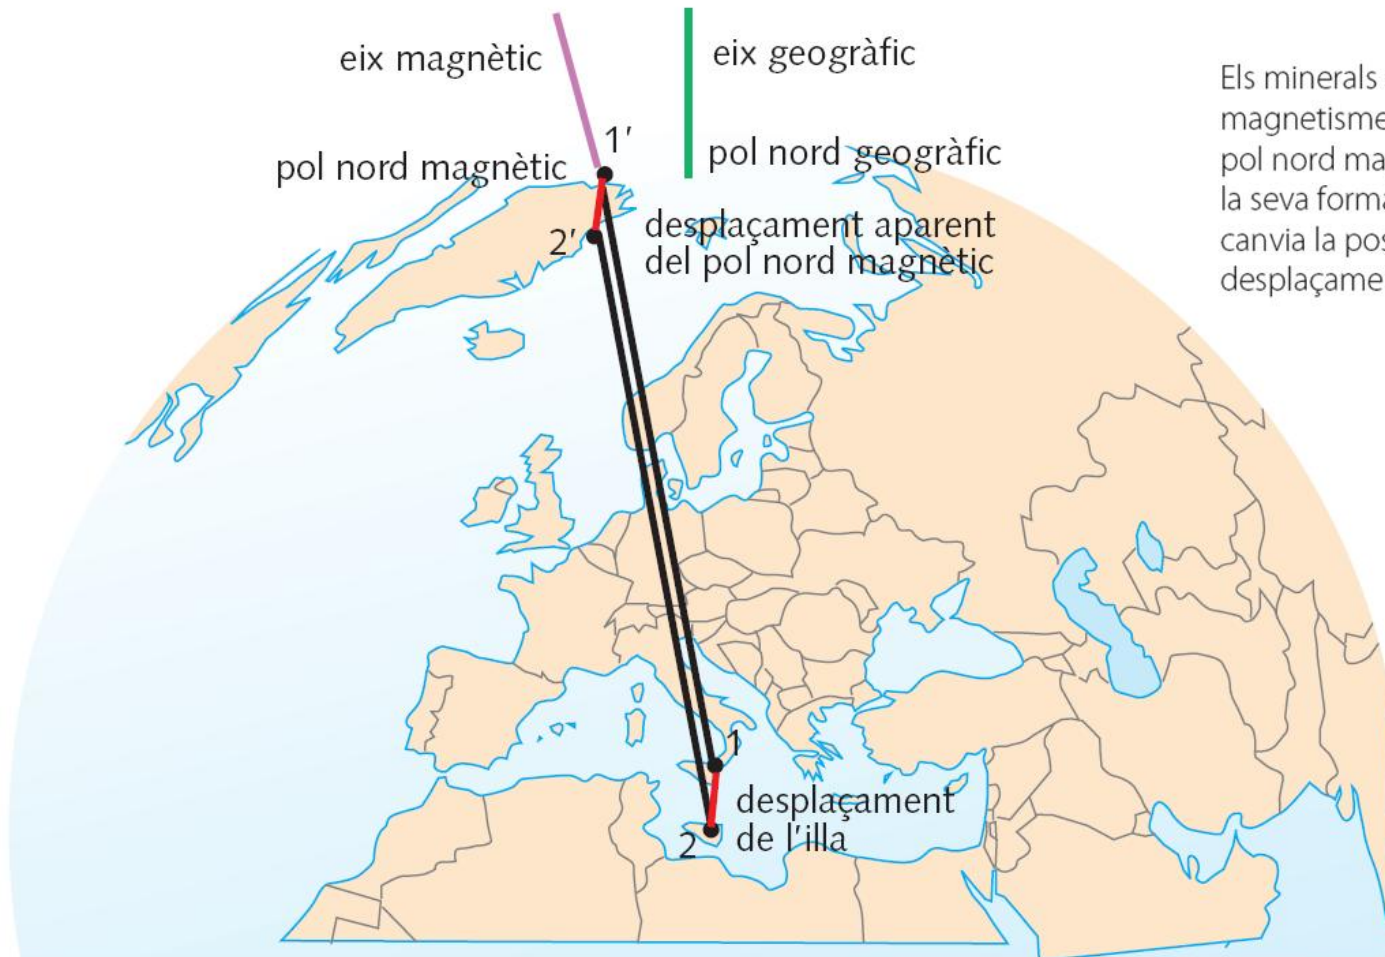 eix magnètic
eix geogràfic
1'
pol nord magnètic
pol nord geogràfic
2'
desplaçament aparent
del pol nord magnètic
1
desplaçament
de l'illa
2
Els minerals
magnetisme
pol nord ma
la seva forma
canvia la pos
desplaçame